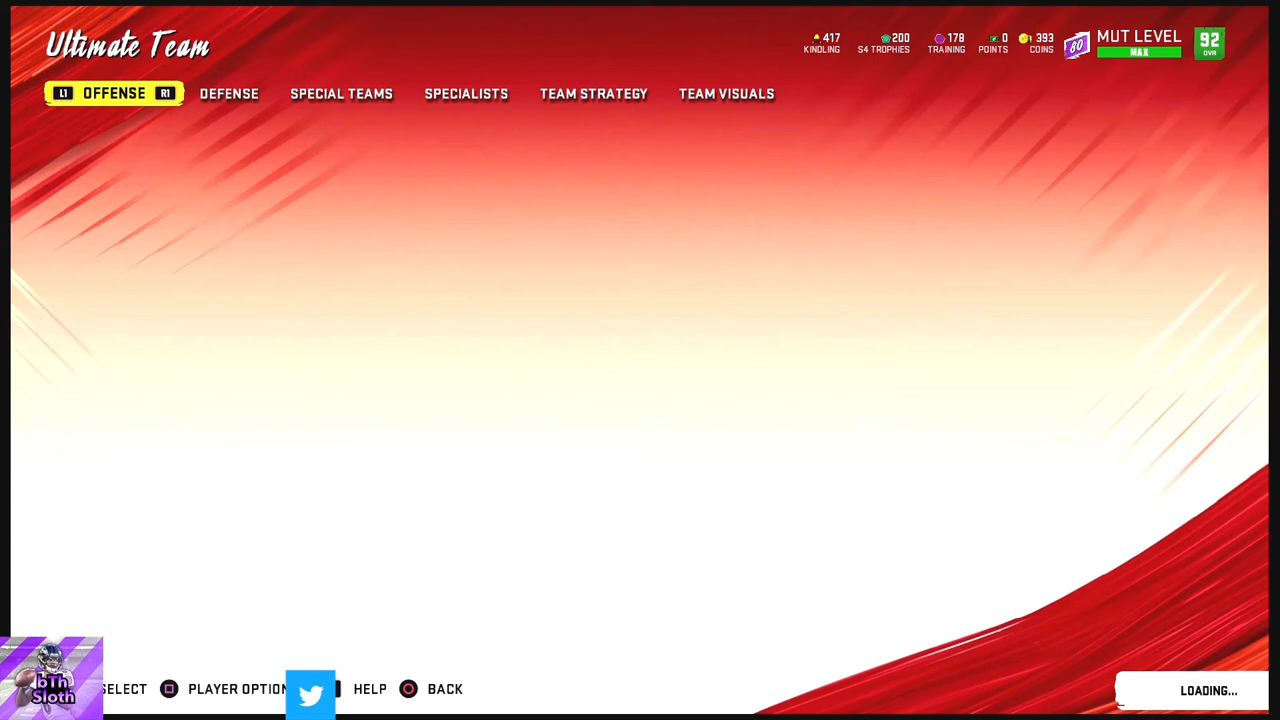 Ultimate Team
417 KINDLING
200 S4 TROPHIES
178 TRAINING
0 POINTS
393 COINS
80
MUT LEVEL
MAX
92 OVR
L1 OFFENSE R1 DEFENSE SPECIAL TEAMS SPECIALISTS TEAM STRATEGY TEAM VISUALS
bTh
Sloth
SELECT PLAYER OPTION HELP BACK
LOADING...